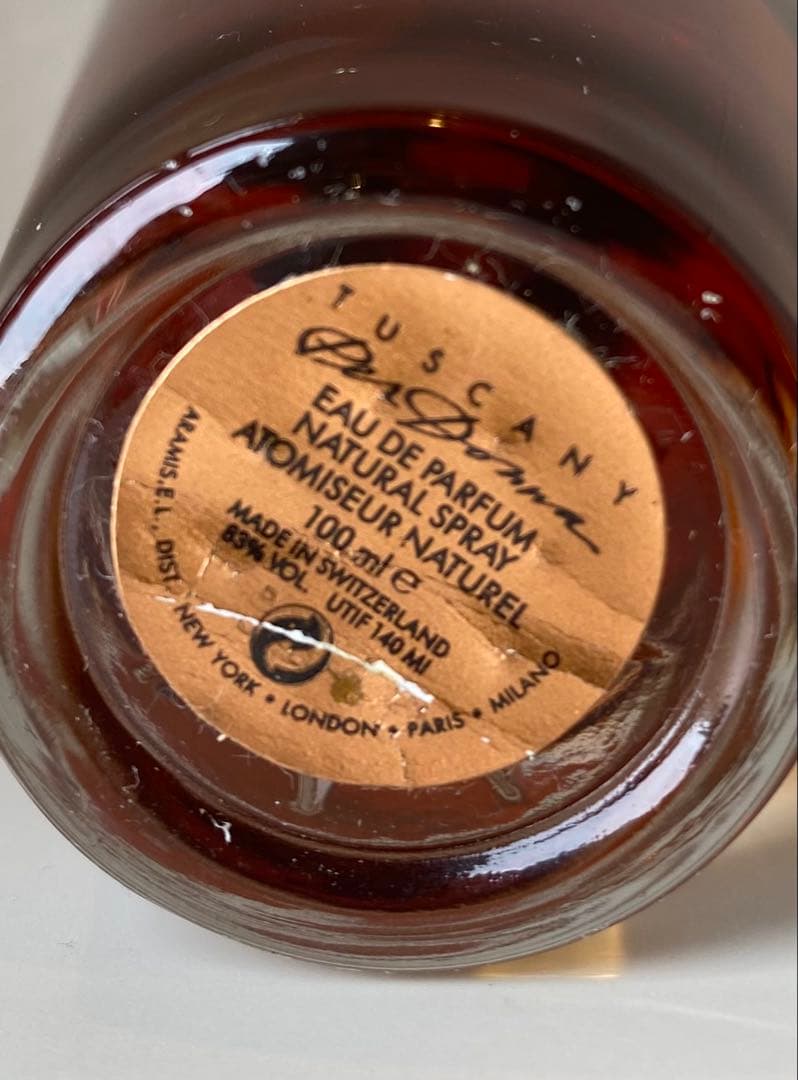 TUSCANY
Per Donna
EAU DE PARFUM
NATURAL SPRAY
ATOMISEUR NATUREL
100 ml e
MADE IN SWITZERLAND
83% VOL. UTIF 140 Ml
ARAMIS, E.L., DIST. NEW YORK • LONDON • PARIS • MILANO